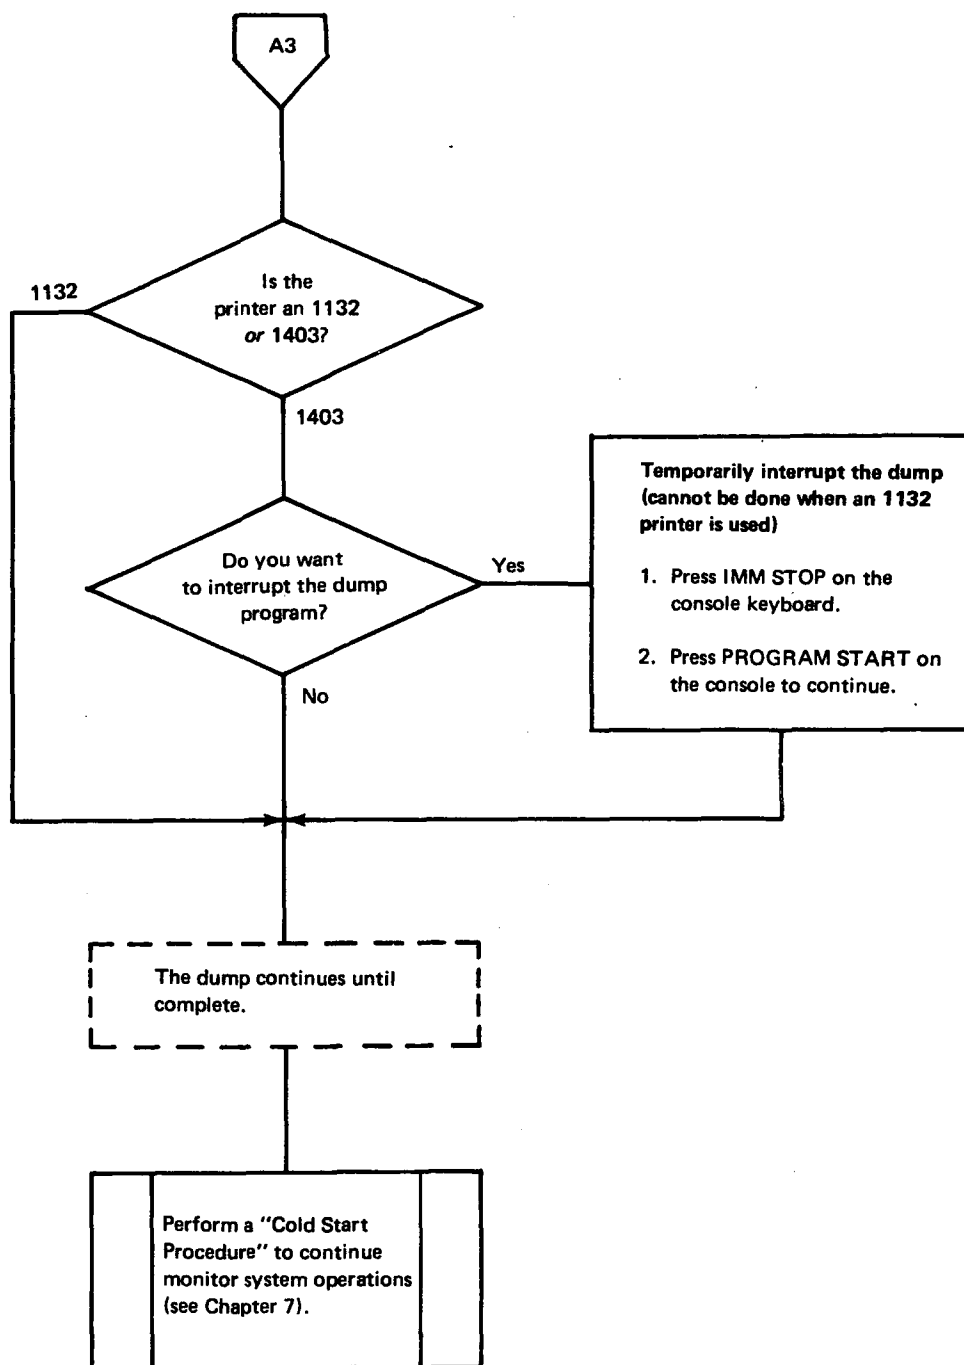 A3
Is the
printer an 1132
or 1403?
1132
1403
Do you want
to interrupt the dump
program?
Yes
Temporarily interrupt the dump
(cannot be done when an 1132
printer is used)
1. Press IMM STOP on the
console keyboard.
2. Press PROGRAM START on
the console to continue.
No
The dump continues until
complete.
Perform a "Cold Start
Procedure" to continue
monitor system operations
(see Chapter 7).